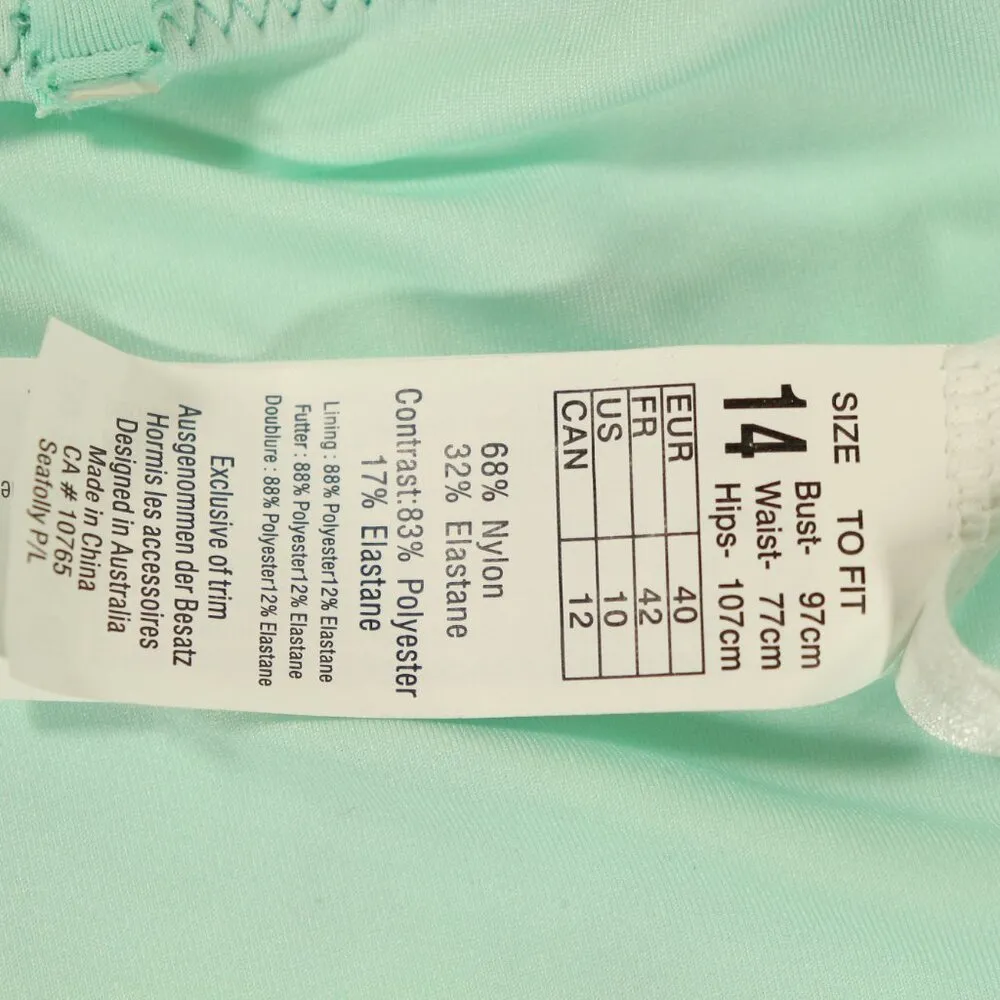 SIZE TO FIT
14 Bust- 97cm
Waist- 77cm
Hips- 107cm
EUR 40
FR 42
US 10
CAN 12
68% Nylon
32% Elastane
Contrast:83% Polyester
17% Elastane
Lining : 88% Polyester12% Elastane
Futter : 88% Polyester12% Elastane
Doublure : 88% Polyester12% Elastane
Exclusive of trim
Ausgenommen der Besatz
Hormis les accessoires
Designed in Australia
Made in China
CA # 10765
Seafolly P/L